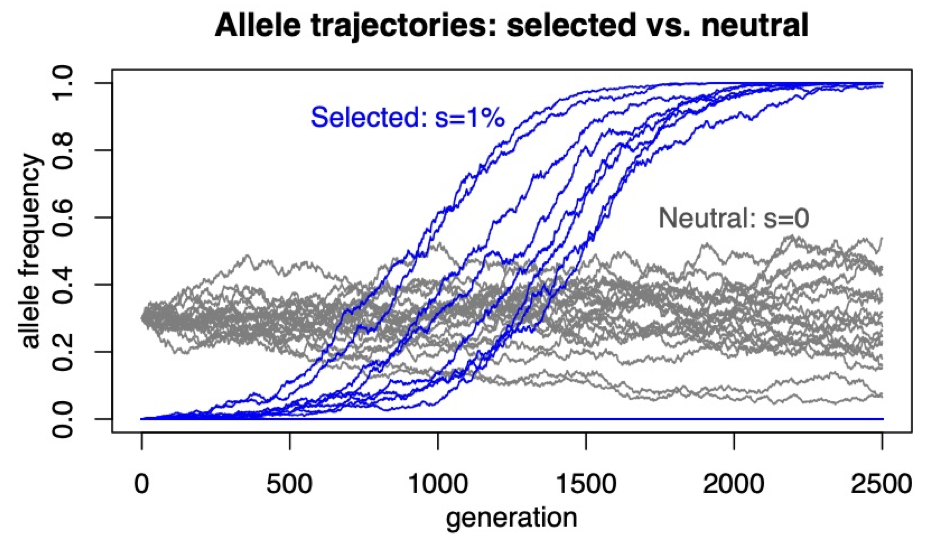 Allele trajectories: selected vs. neutral
allele frequency
1.0
0.8
0.6
0.4
0.2
0.0
Selected: s=1%
Neutral: s=0
0 500 1000 1500 2000 2500
generation